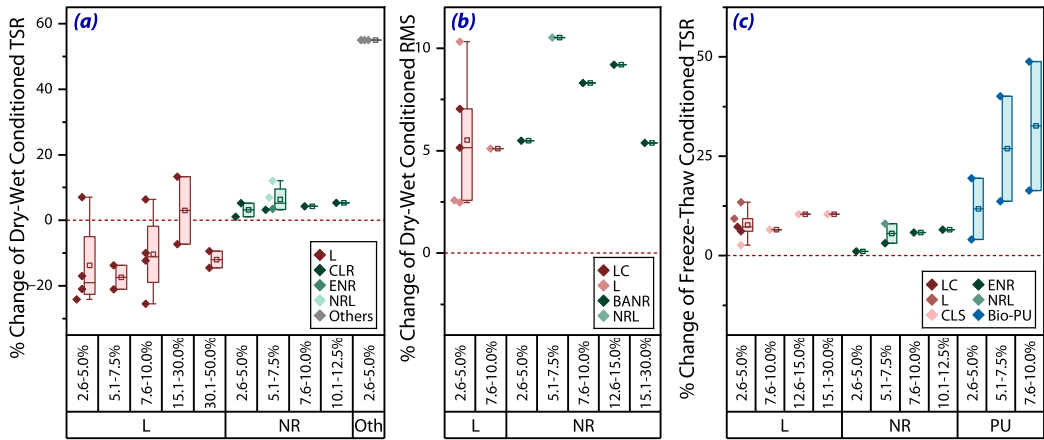 (a)
% Change of Dry-Wet Conditioned TSR
60
40
20
0
−20
L
CLR
ENR
NRL
Others
2.6-5.0%
5.1-7.5%
7.6-10.0%
15.1-30.0%
30.1-50.0%
2.6-5.0%
5.1-7.5%
7.6-10.0%
10.1-12.5%
2.6-5.0%
L
NR
Oth
(b)
% Change of Dry-Wet Conditioned RMS
10
5
0
LC
L
BANR
NRL
2.6-5.0%
7.6-10.0%
2.6-5.0%
5.1-7.5%
7.6-10.0%
12.6-15.0%
15.1-30.0%
L
NR
(c)
% Change of Freeze-Thaw Conditioned TSR
50
25
0
LC
L
CLS
ENR
NRL
Bio-PU
2.6-5.0%
7.6-10.0%
12.6-15.0%
15.1-30.0%
2.6-5.0%
5.1-7.5%
7.6-10.0%
10.1-12.5%
2.6-5.0%
5.1-7.5%
7.6-10.0%
L
NR
PU